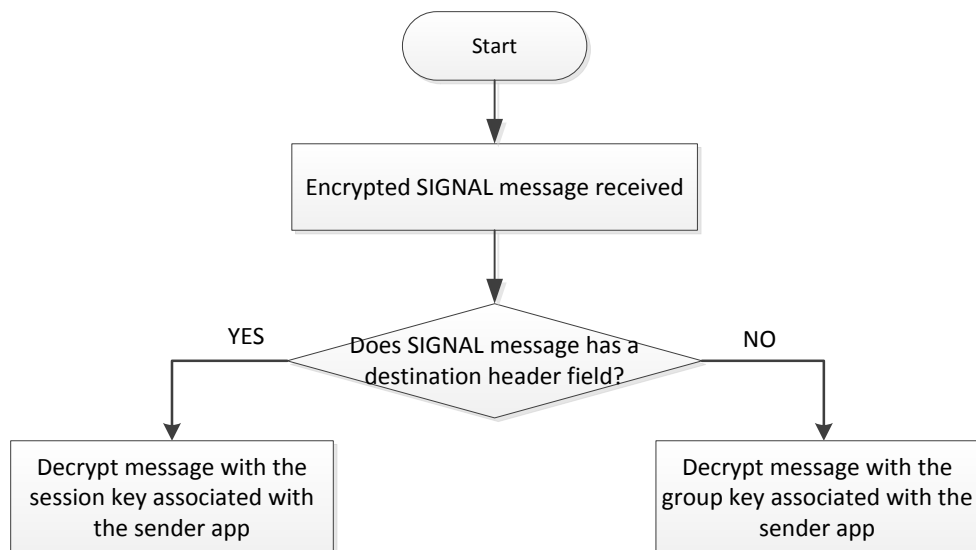 Start
Encrypted SIGNAL message received
Does SIGNAL message has a
destination header field?
YES
NO
Decrypt message with the
session key associated with
the sender app
Decrypt message with the
group key associated with the
sender app